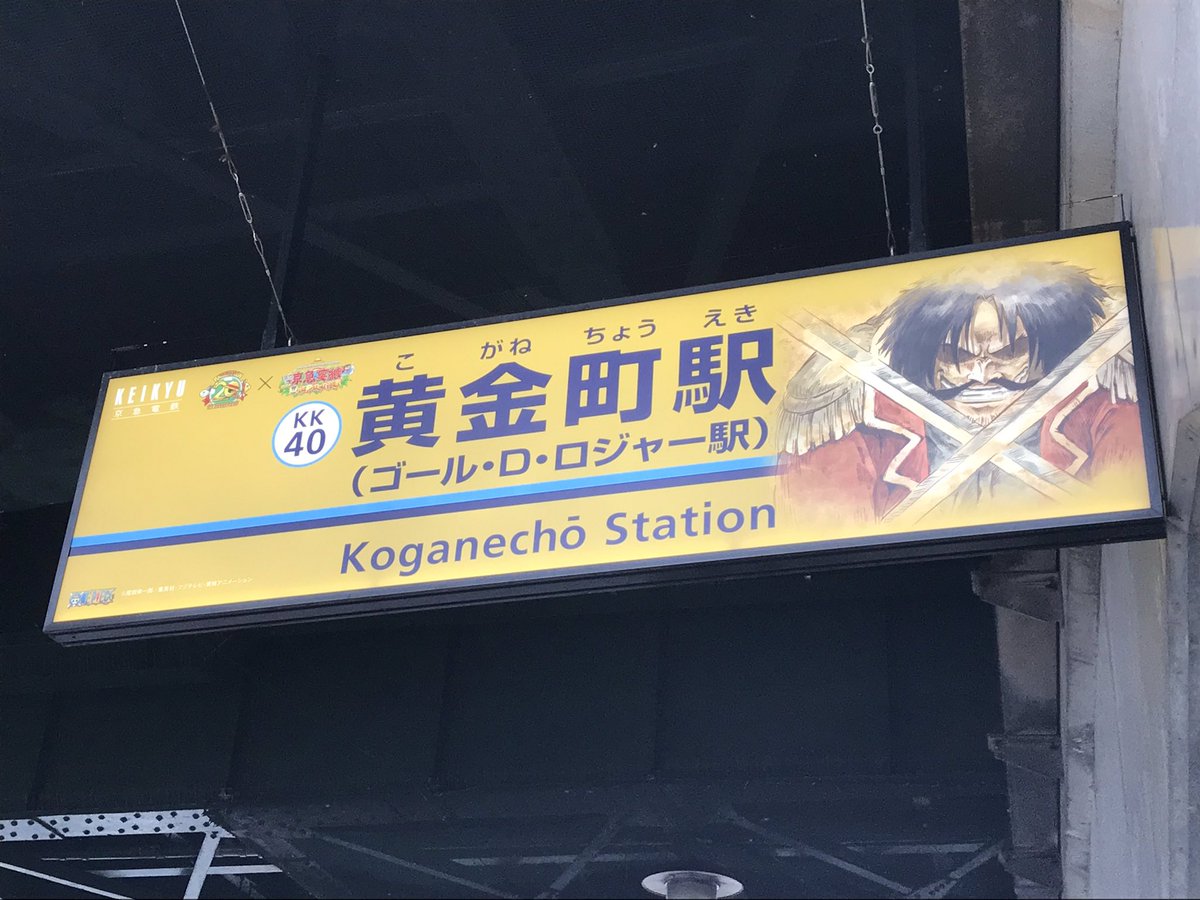 KEIKYU
京急電鉄
×
KK
40
こ がね ちょう えき
黄金町駅
(ゴール・D・ロジャー駅)
Koganechō Station